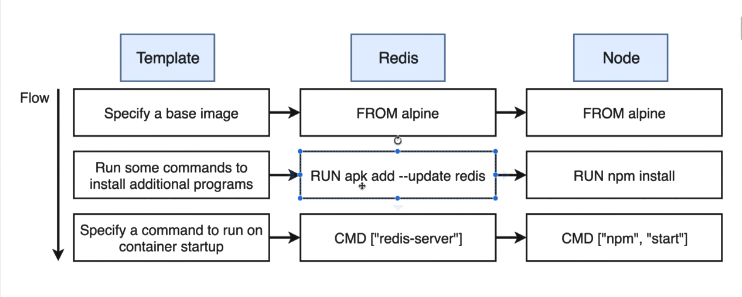 Template
Redis
Node
Flow
Specify a base image
FROM alpine
FROM alpine
Run some commands to
install additional programs
RUN apk add --update redis
RUN npm install
Specify a command to run on
container startup
CMD ["redis-server"]
CMD ["npm", "start"]